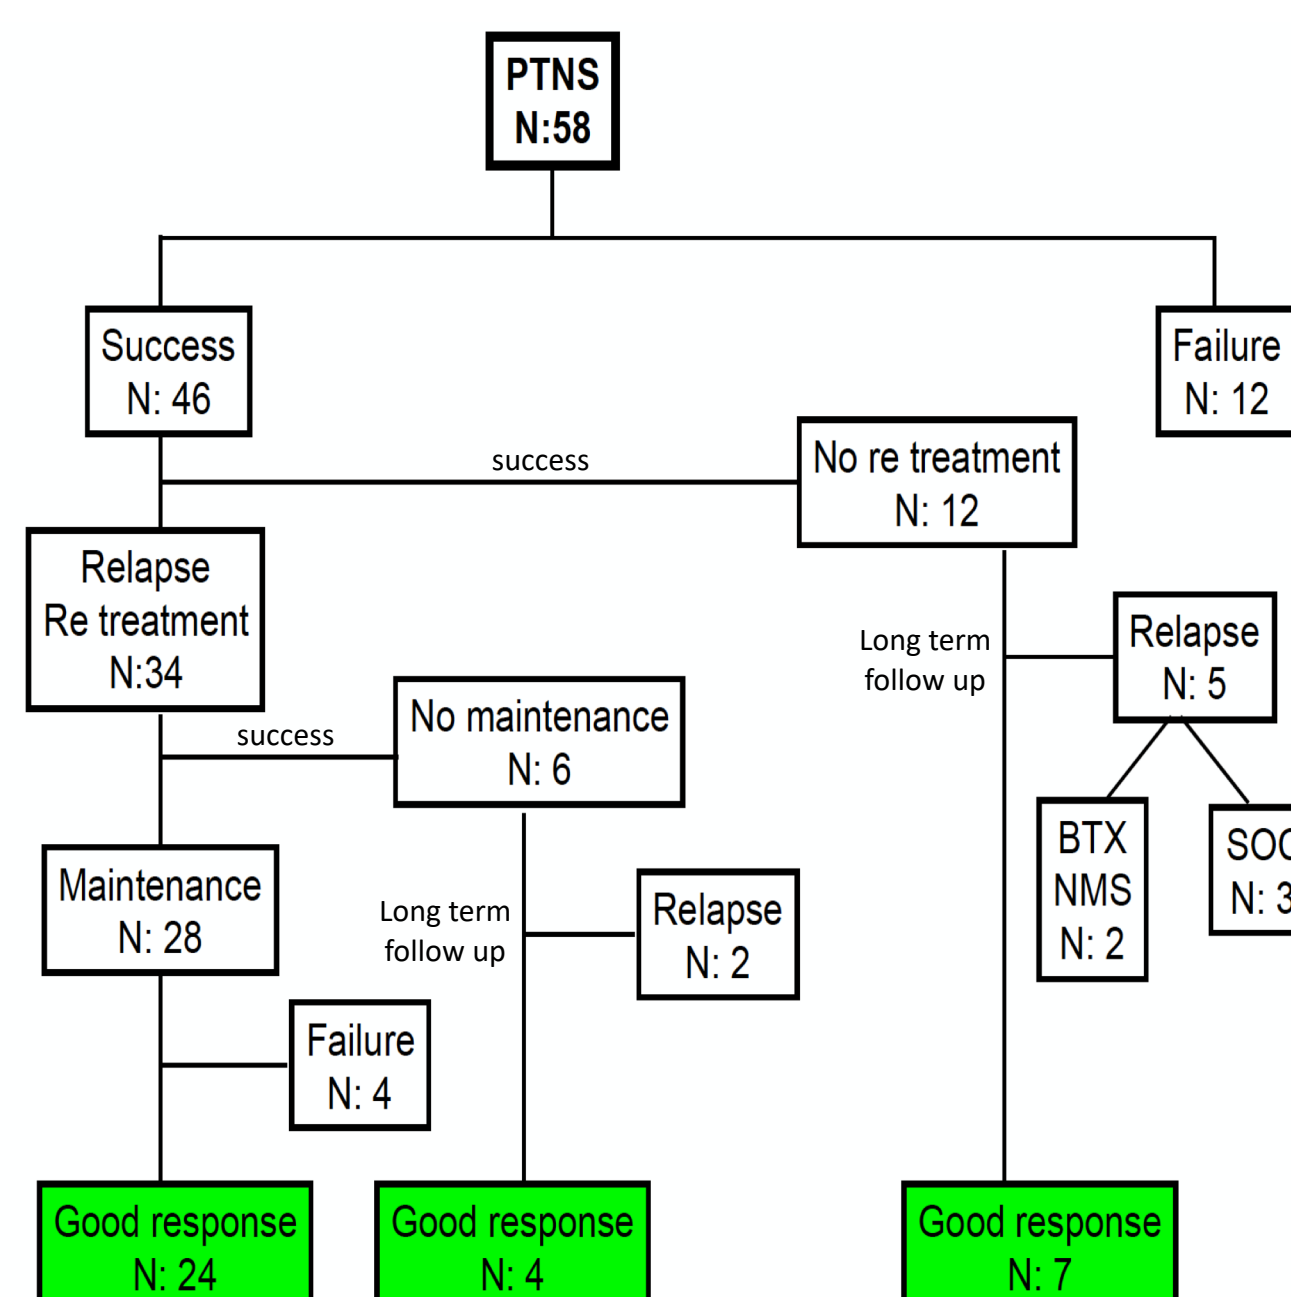 PTNS
N:58
Success
N: 46
Failure
N: 12
success
No re treatment
N: 12
Relapse
Re treatment
N:34
Long term
follow up
Relapse
N: 5
success
No maintenance
N: 6
BTX
NMS
N: 2
SOC
N: 3
Maintenance
N: 28
Long term
follow up
Relapse
N: 2
Failure
N: 4
Good response
N: 24
Good response
N: 4
Good response
N: 7